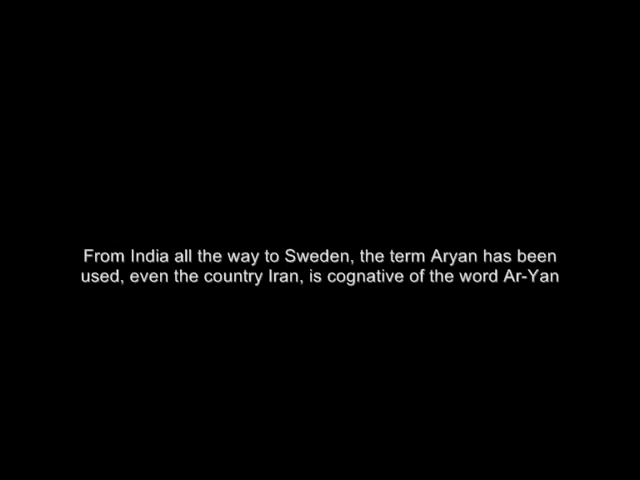 From India all the way to Sweden, the term Aryan has been
used, even the country Iran, is cognative of the word Ar-Yan